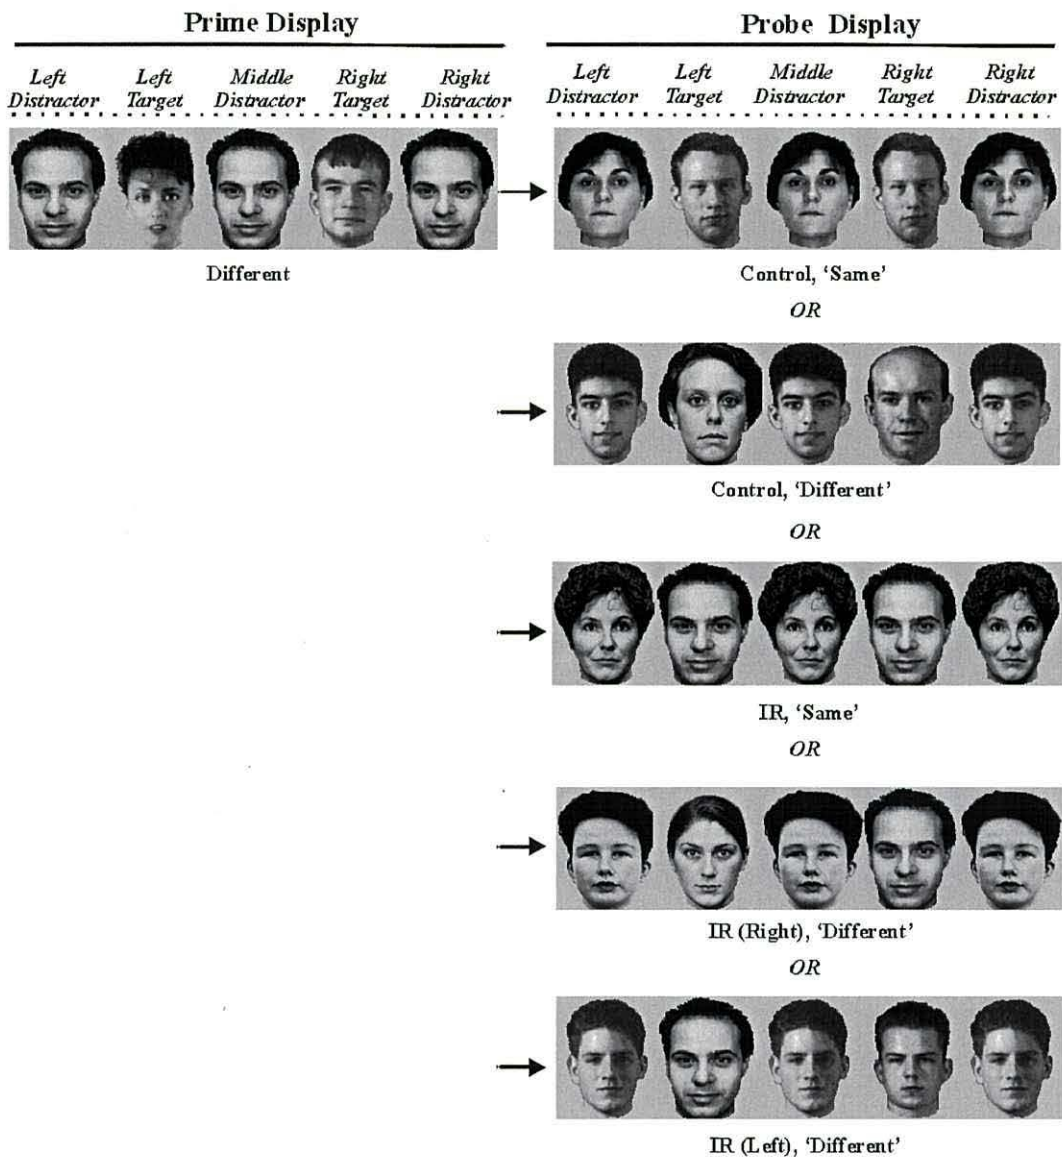 Prime Display
Probe Display
Left Distractor
Left Target
Middle Distractor
Right Target
Right Distractor
Left Distractor
Left Target
Middle Distractor
Right Target
Right Distractor
Different
Control, ‘Same’
OR
Control, ‘Different’
OR
IR, ‘Same’
OR
IR (Right), ‘Different’
OR
IR (Left), ‘Different’